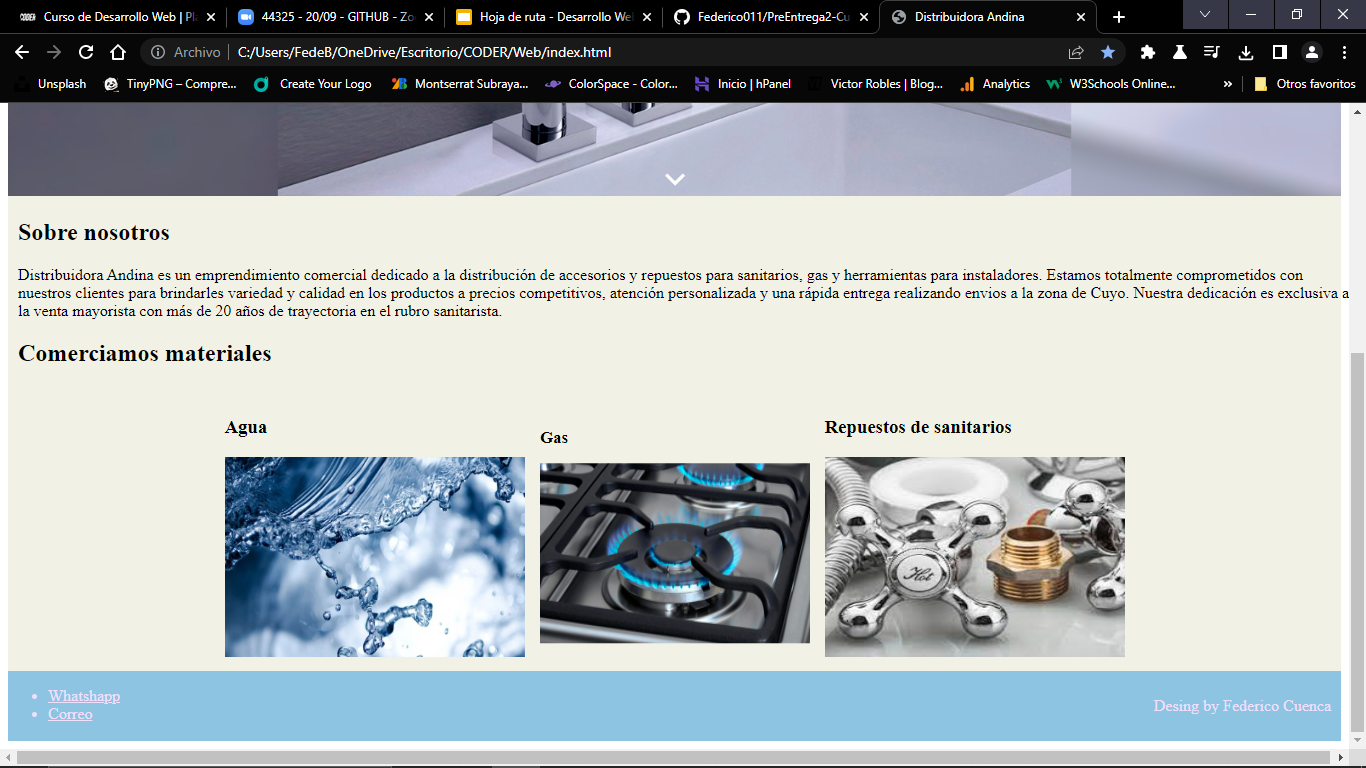 Curso de Desarrollo Web | Pl
44325 - 20/09 - GITHUB - Zo
Hoja de ruta - Desarrollo We
Federico011/PreEntrega2-Cu
Distribuidora Andina
Archivo C:/Users/FedeB/OneDrive/Escritorio/CODER/Web/index.html
Unsplash TinyPNG – Compre... Create Your Logo Montserrat Subraya... ColorSpace - Color... Inicio | hPanel Victor Robles | Blog... Analytics W3Schools Online... » Otros favoritos
Sobre nosotros
Distribuidora Andina es un emprendimiento comercial dedicado a la distribución de accesorios y repuestos para sanitarios, gas y herramientas para instaladores. Estamos totalmente comprometidos con
nuestros clientes para brindarles variedad y calidad en los productos a precios competitivos, atención personalizada y una rápida entrega realizando envios a la zona de Cuyo. Nuestra dedicación es exclusiva a
la venta mayorista con más de 20 años de trayectoria en el rubro sanitarista.
Comerciamos materiales
Agua
Gas
Repuestos de sanitarios
Hot
Whatshapp
Correo
Desing by Federico Cuenca